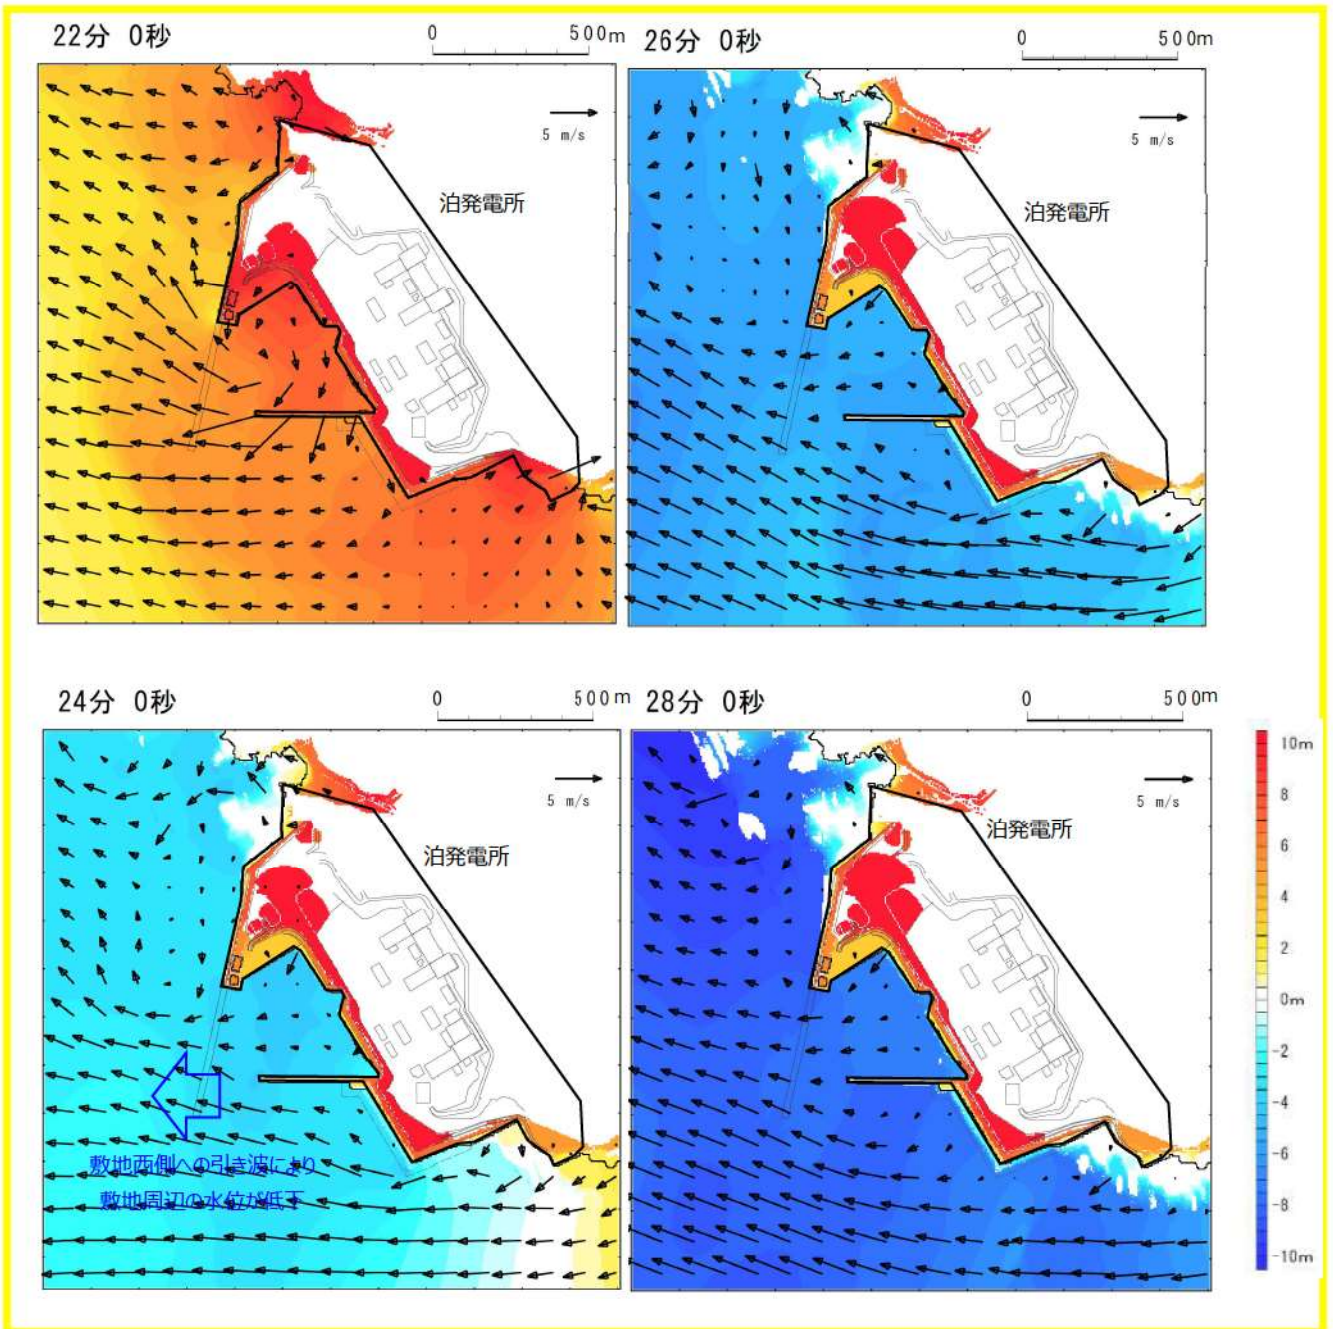 22分 0秒
0 500m
5 m/s
泊発電所
26分 0秒
0 500m
5 m/s
泊発電所
24分 0秒
0 500m
5 m/s
泊発電所
敷地西側への引き波により
敷地周辺の水位が低下
28分 0秒
0 500m
5 m/s
泊発電所
10m
8
6
4
2
0m
-2
-4
-6
-8
-10m